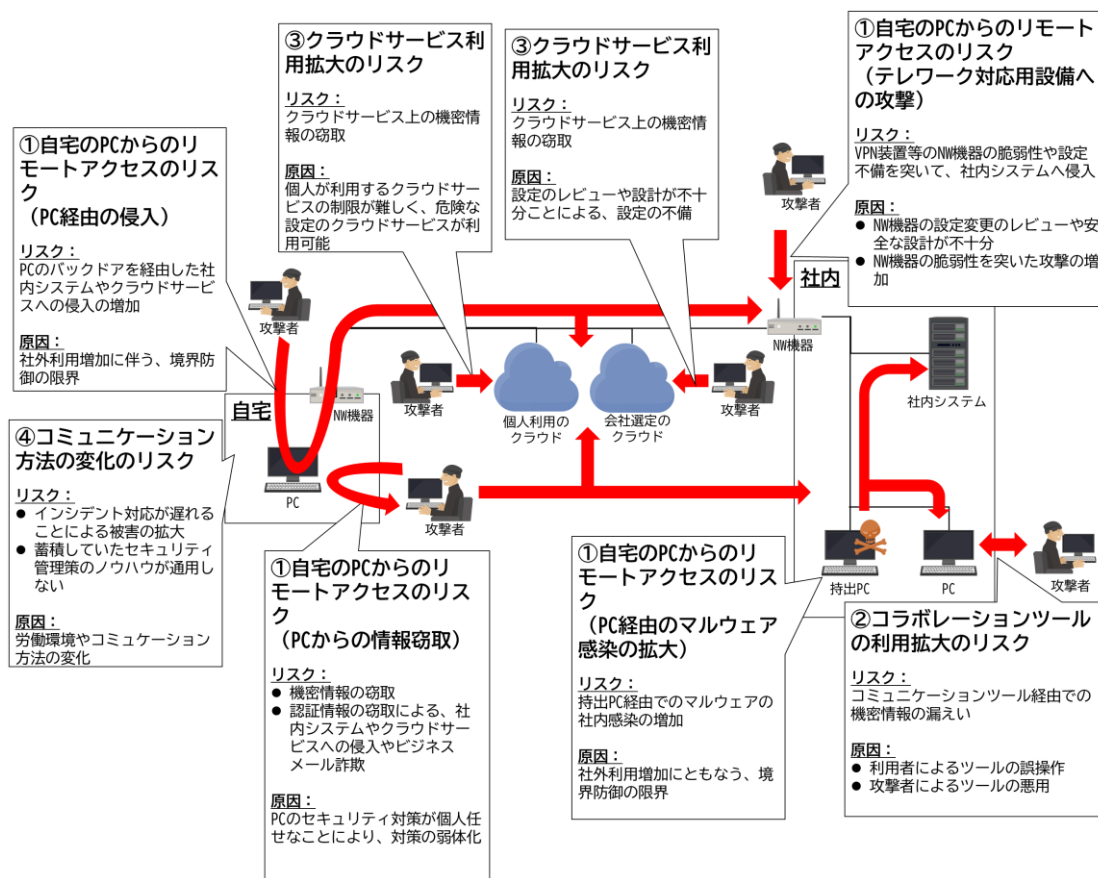 ③クラウドサービス利
用拡大のリスク
リスク：
クラウドサービス上の機密情
報の窃取
原因：
個人が利用するクラウドサー
ビスの制限が難しく、危険な
設定のクラウドサービスが利
用可能
③クラウドサービス利
用拡大のリスク
リスク：
クラウドサービス上の機密情
報の窃取
原因：
設定のレビューや設計が不十
分ことによる、設定の不備
①自宅のPCからのリモート
アクセスのリスク
（テレワーク対応用設備へ
の攻撃）
リスク：
VPN装置等のNW機器の脆弱性や設定
不備を突いて、社内システムへ侵入
原因：
● NW機器の設定変更のレビューや安
全な設計が不十分
● NW機器の脆弱性を突いた攻撃の増
加
①自宅のPCからのリ
モートアクセスのリス
ク
（PC経由の侵入）
リスク：
PCのバックドアを経由した社
内システムやクラウドサービ
スへの侵入の増加
原因：
社外利用増加に伴う、境界防
御の限界
攻撃者
攻撃者
社内
NW機器
社内システム
攻撃者
個人利用の
クラウド
会社選定の
クラウド
攻撃者
自宅
NW機器
PC
攻撃者
持出PC
PC
攻撃者
④コミュニケーション
方法の変化のリスク
リスク：
● インシデント対応が遅れる
ことによる被害の拡大
● 蓄積していたセキュリティ
管理策のノウハウが通用し
ない
原因：
労働環境やコミュケーション
方法の変化
①自宅のPCからのリ
モートアクセスのリス
ク
（PCからの情報窃取）
リスク：
● 機密情報の窃取
● 認証情報の窃取による、社
内システムやクラウドサー
ビスへの侵入やビジネス
メール詐欺
原因：
PCのセキュリティ対策が個人任
せなことにより、対策の弱体化
①自宅のPCからのリ
モートアクセスのリス
ク
（PC経由のマルウェア
感染の拡大）
リスク：
持出PC経由でのマルウェアの
社内感染の増加
原因：
社外利用増加にともなう、境
界防御の限界
②コラボレーションツール
の利用拡大のリスク
リスク：
コミュニケーションツール経由での
機密情報の漏えい
原因：
● 利用者によるツールの誤操作
● 攻撃者によるツールの悪用